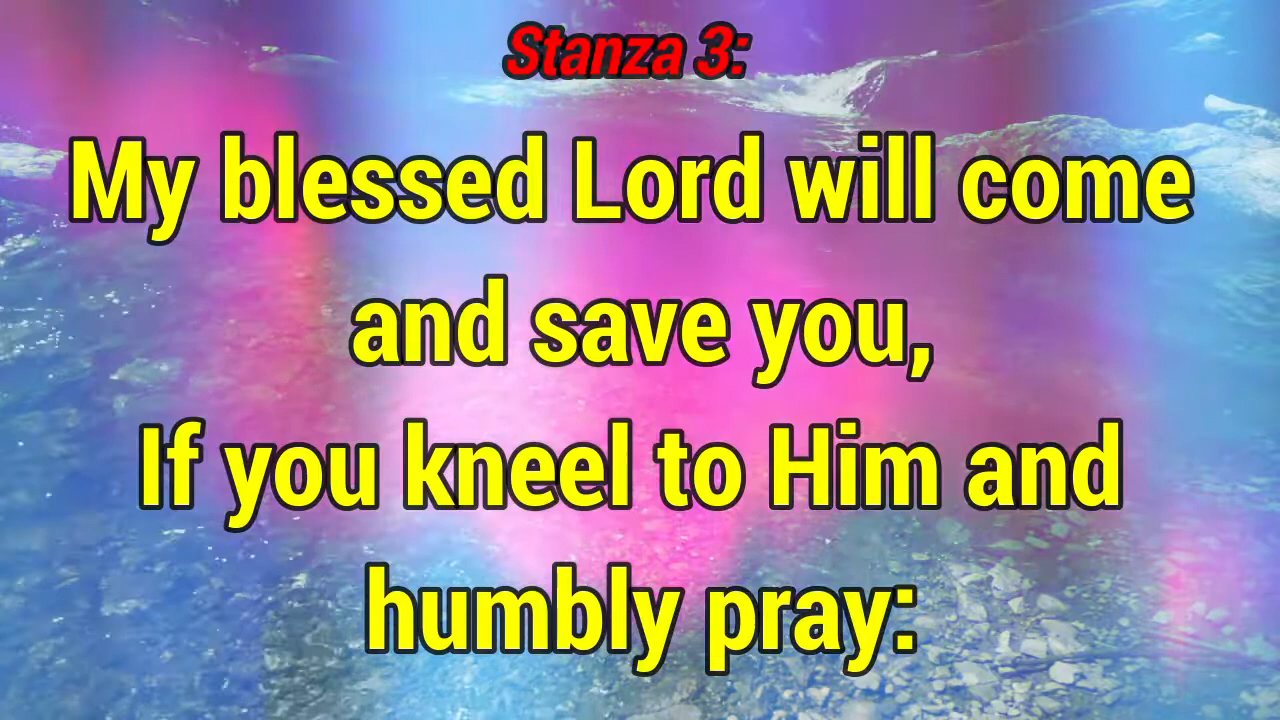 Stanza 3:
My blessed Lord will come
and save you,
If you kneel to Him and
humbly pray: